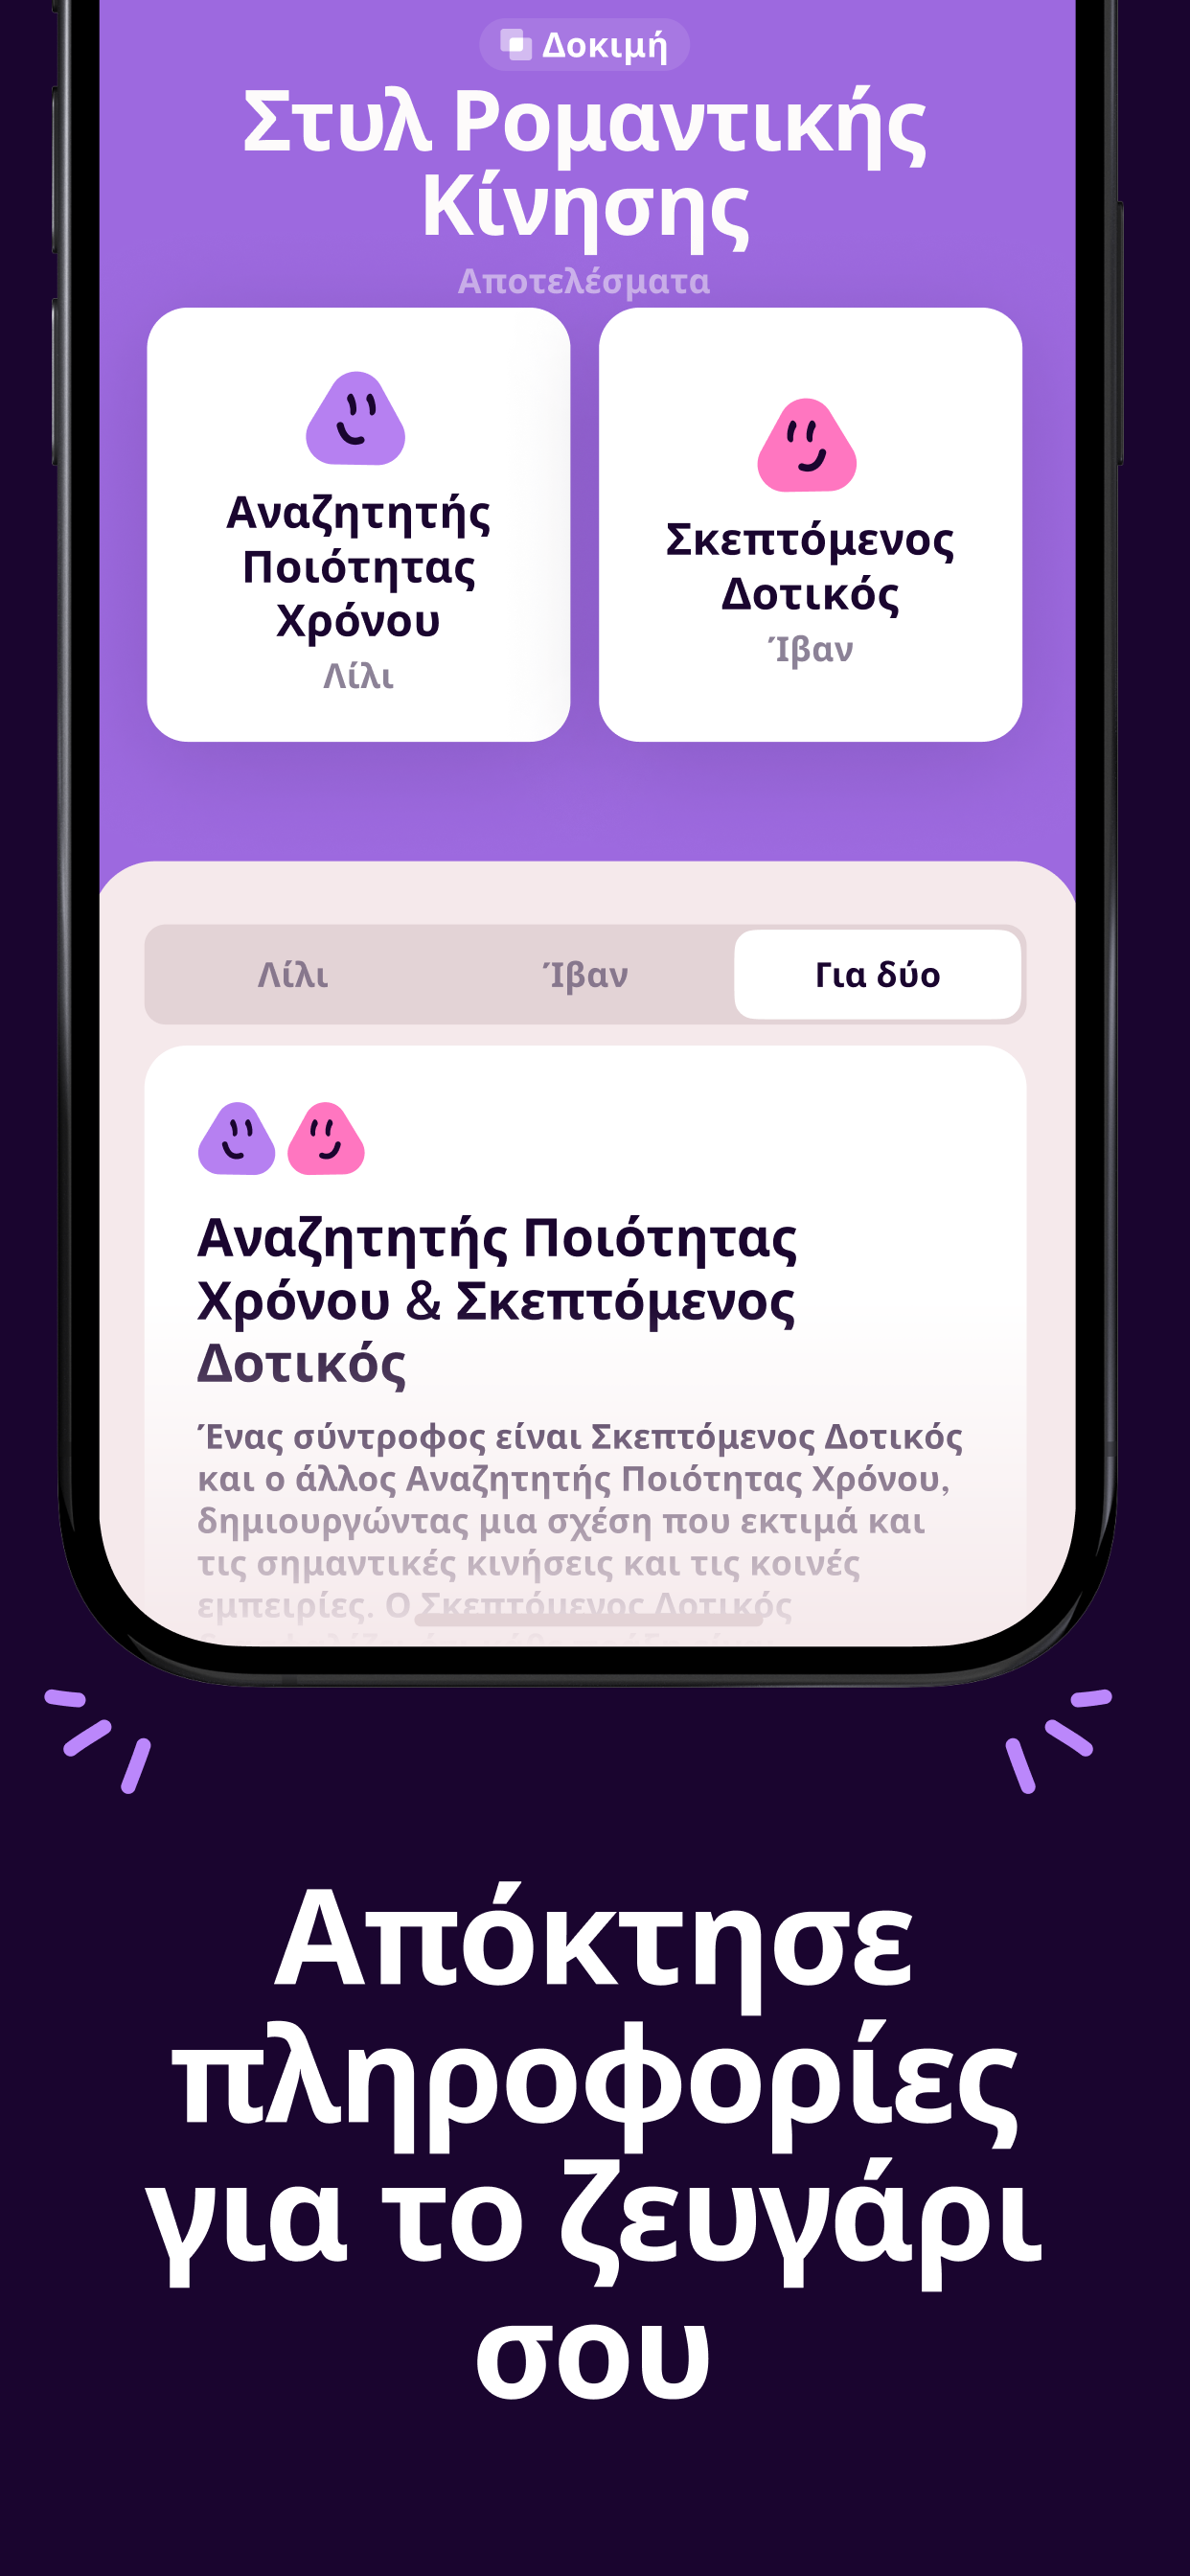 Δοκιμή
Στυλ Ρομαντικής
Κίνησης
Αποτελέσματα
Αναζητητής
Ποιότητας
Χρόνου
Λίλι
Σκεπτόμενος
Δοτικός
Ίβαν
Λίλι
Ίβαν
Για δύο
Αναζητητής Ποιότητας
Χρόνου & Σκεπτόμενος
Δοτικός
Ένας σύντροφος είναι Σκεπτόμενος Δοτικός
και ο άλλος Αναζητητής Ποιότητας Χρόνου,
δημιουργώντας μια σχέση που εκτιμά και
τις σημαντικές κινήσεις και τις κοινές
εμπειρίες. Ο Σκεπτόμενος Δοτικός
Απόκτησε
πληροφορίες
για το ζευγάρι
σου